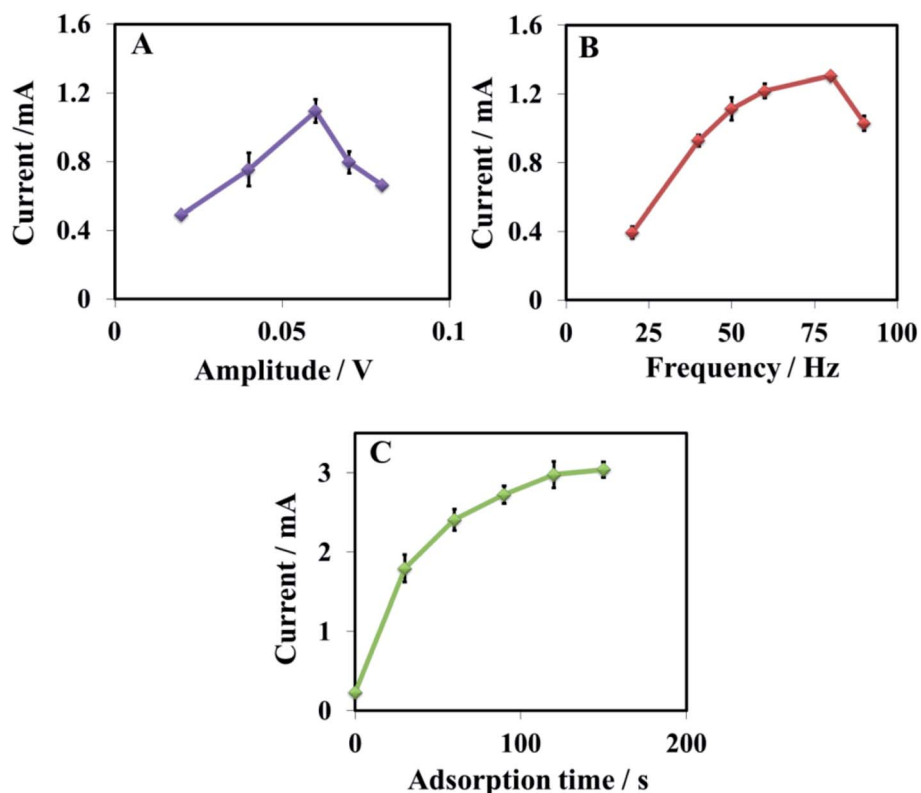 A
Current /mA
1.6
1.2
0.8
0.4
0
0
0.05
0.1
Amplitude / V
B
Current / mA
1.6
1.2
0.8
0.4
0
0
25
50
75
100
Frequency / Hz
C
Current / mA
3
2
1
0
0
100
200
Adsorption time / s